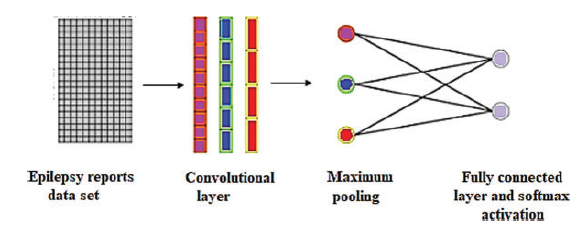 Epilepsy reports
data set
Convolutional
layer
Maximum
pooling
Fully connected
layer and softmax
activation